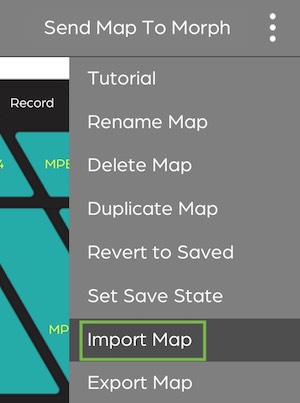 Send Map To Morph
Tutorial
Record
Rename Map
4
MPE
Delete Map
Duplicate Map
Revert to Saved
Set Save State
MP
Import Map
Export Map